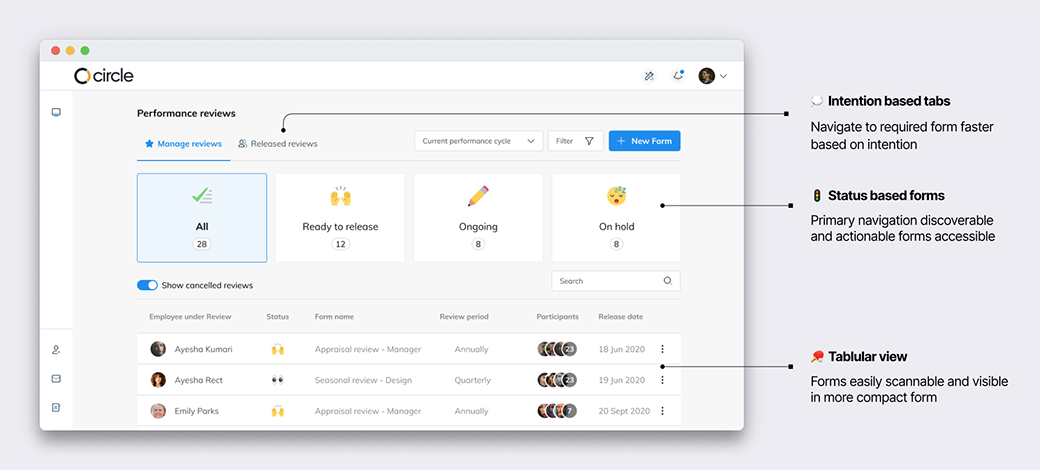 circle
Performance reviews
Manage reviews
Released reviews
Current performance cycle
Filter
+ New Form
All
28
Ready to release
12
Ongoing
8
On hold
8
Show cancelled reviews
Search
Employee under Review Status Form name Review period Participants Release date
Ayesha Kumari Appraisal review - Manager Annually 23 18 Jun 2020
Ayesha Rect Seasonal review - Design Quarterly 23 19 Jun 2020
Emily Parks Appraisal review - Manager Annually 7 20 Sept 2020
Intention based tabs
Navigate to required form faster
based on intention
Status based forms
Primary navigation discoverable
and actionable forms accessible
Tablular view
Forms easily scannable and visible
in more compact form